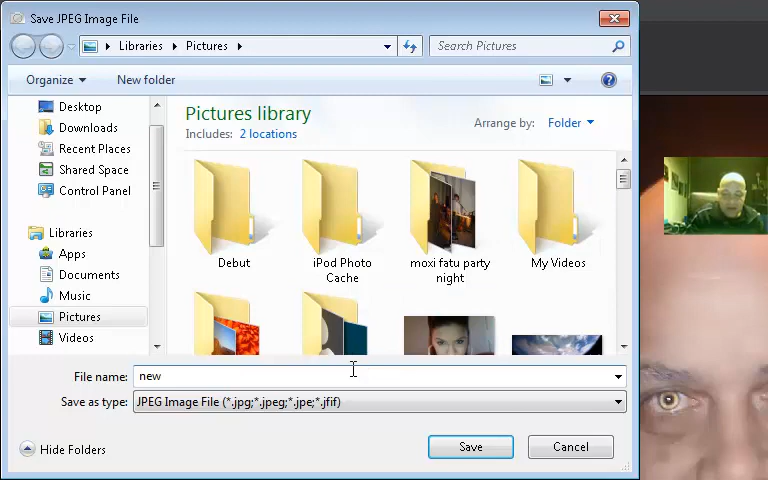 Save JPEG Image File
Libraries Pictures Search Pictures
Organize New folder
Desktop
Downloads
Recent Places
Shared Space
Control Panel
Libraries
Apps
Documents
Music
Pictures
Videos
Pictures library
Includes: 2 locations
Arrange by: Folder
Debut
iPod Photo
Cache
moxi fatu party
night
My Videos
File name: new
Save as type: JPEG Image File (*.jpg;*.jpeg;*.jpe;*.jfif)
Hide Folders Save Cancel